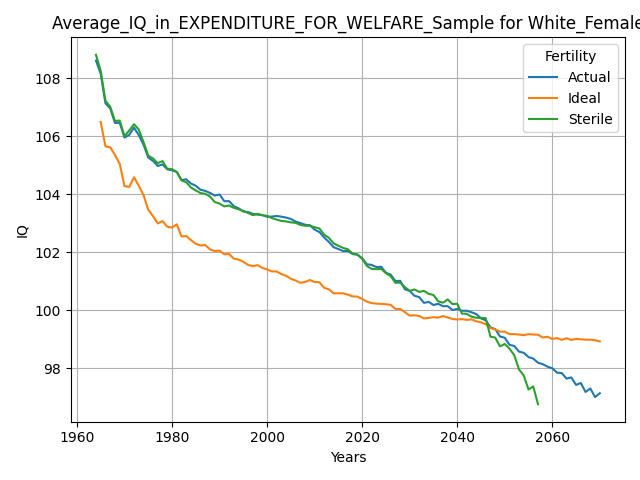 Average_IQ_in_EXPENDITURE_FOR_WELFARE_Sample for White_Female
Fertility
Actual
Ideal
Sterile
IQ
108
106
104
102
100
98
1960
1980
2000
2020
2040
2060
Years